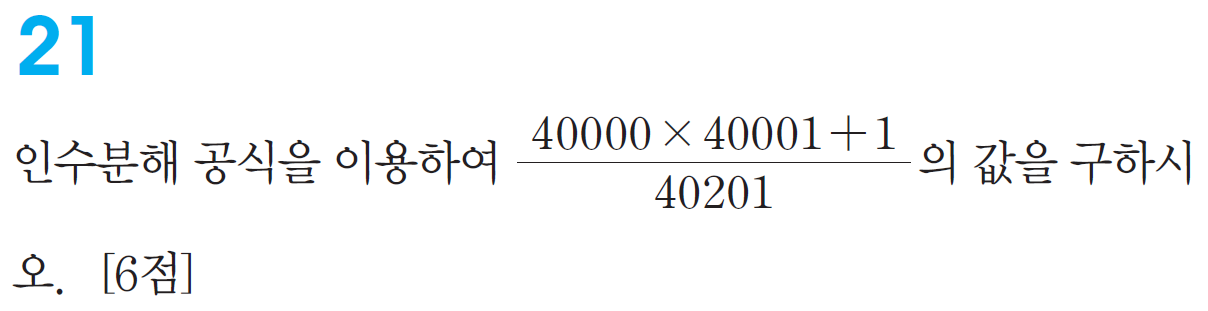 21
인수분해 공식을 이용하여 \frac{40000×40001+1}{40201}의 값을 구하시
오. [6점]